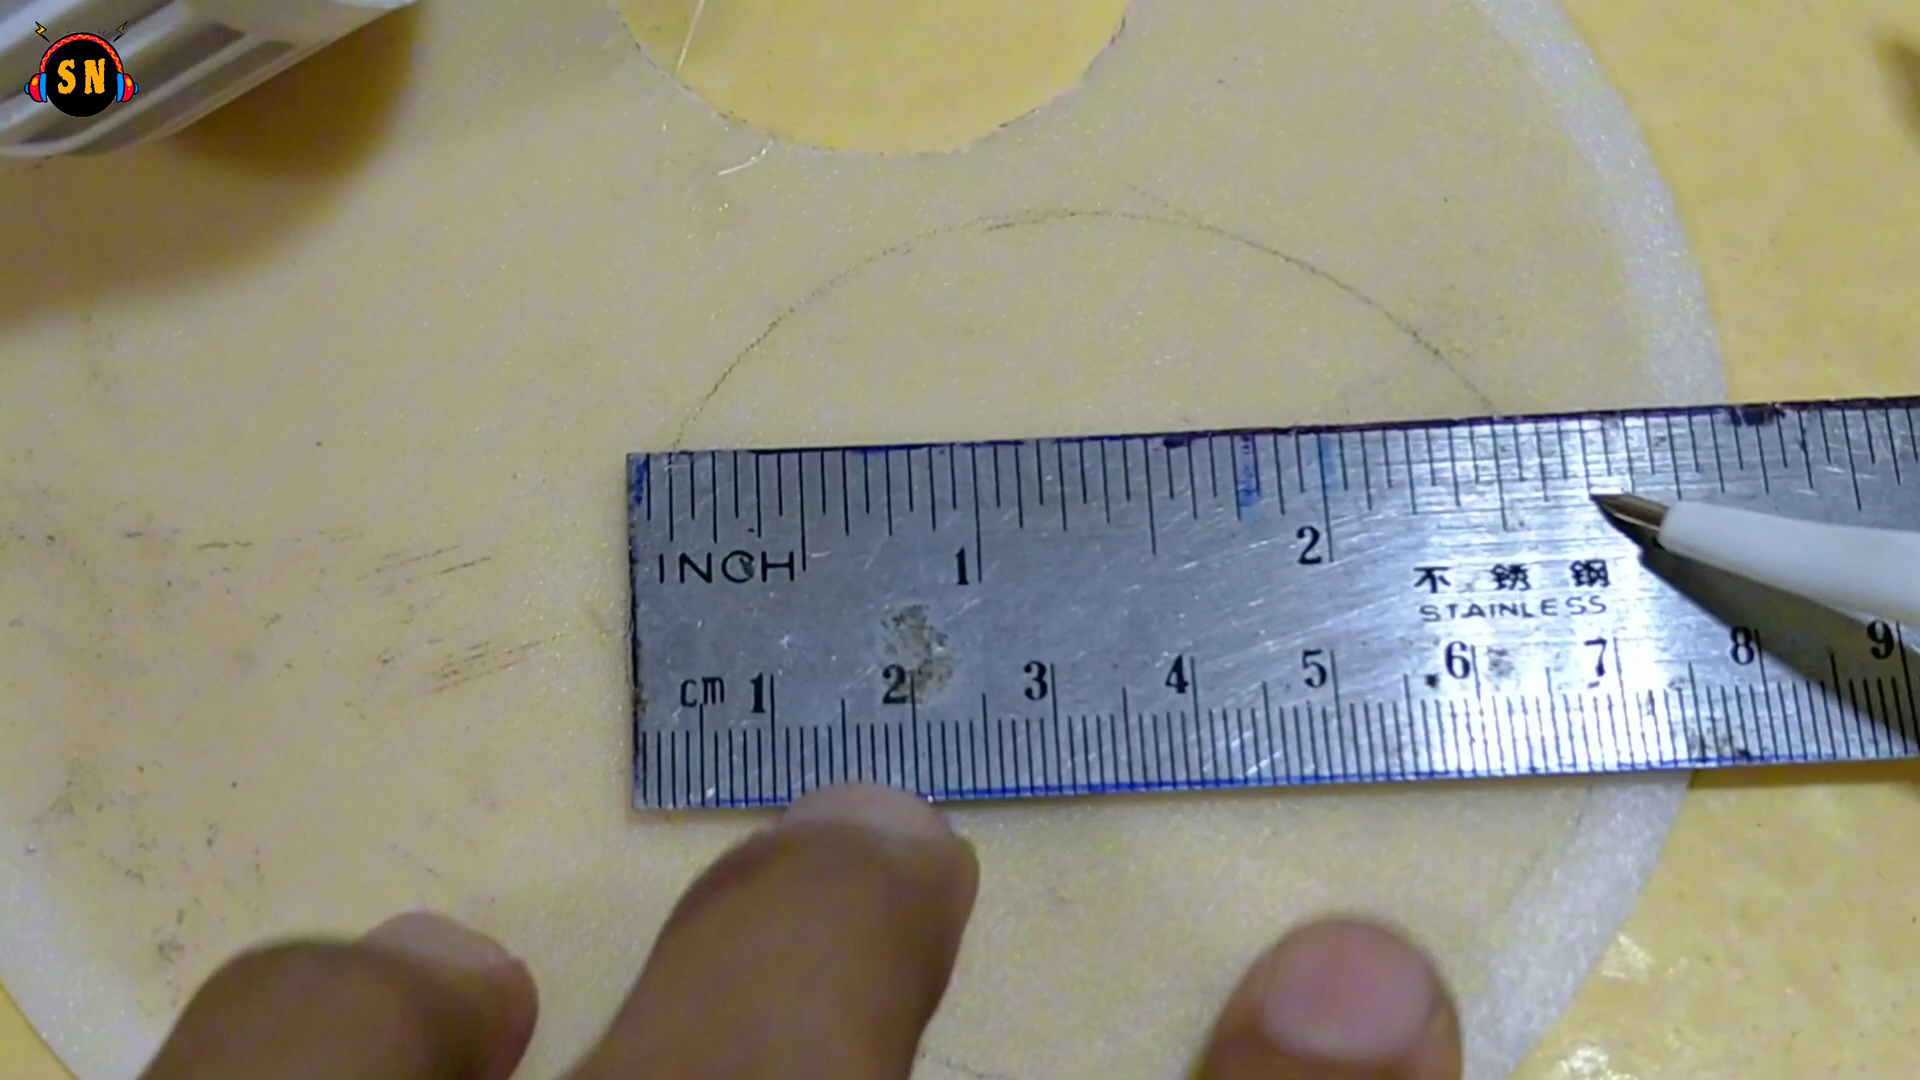 SN
INCH 1 2
不 锈 钢
STAINLESS
cm 1 2 3 4 5 6 7 8 9